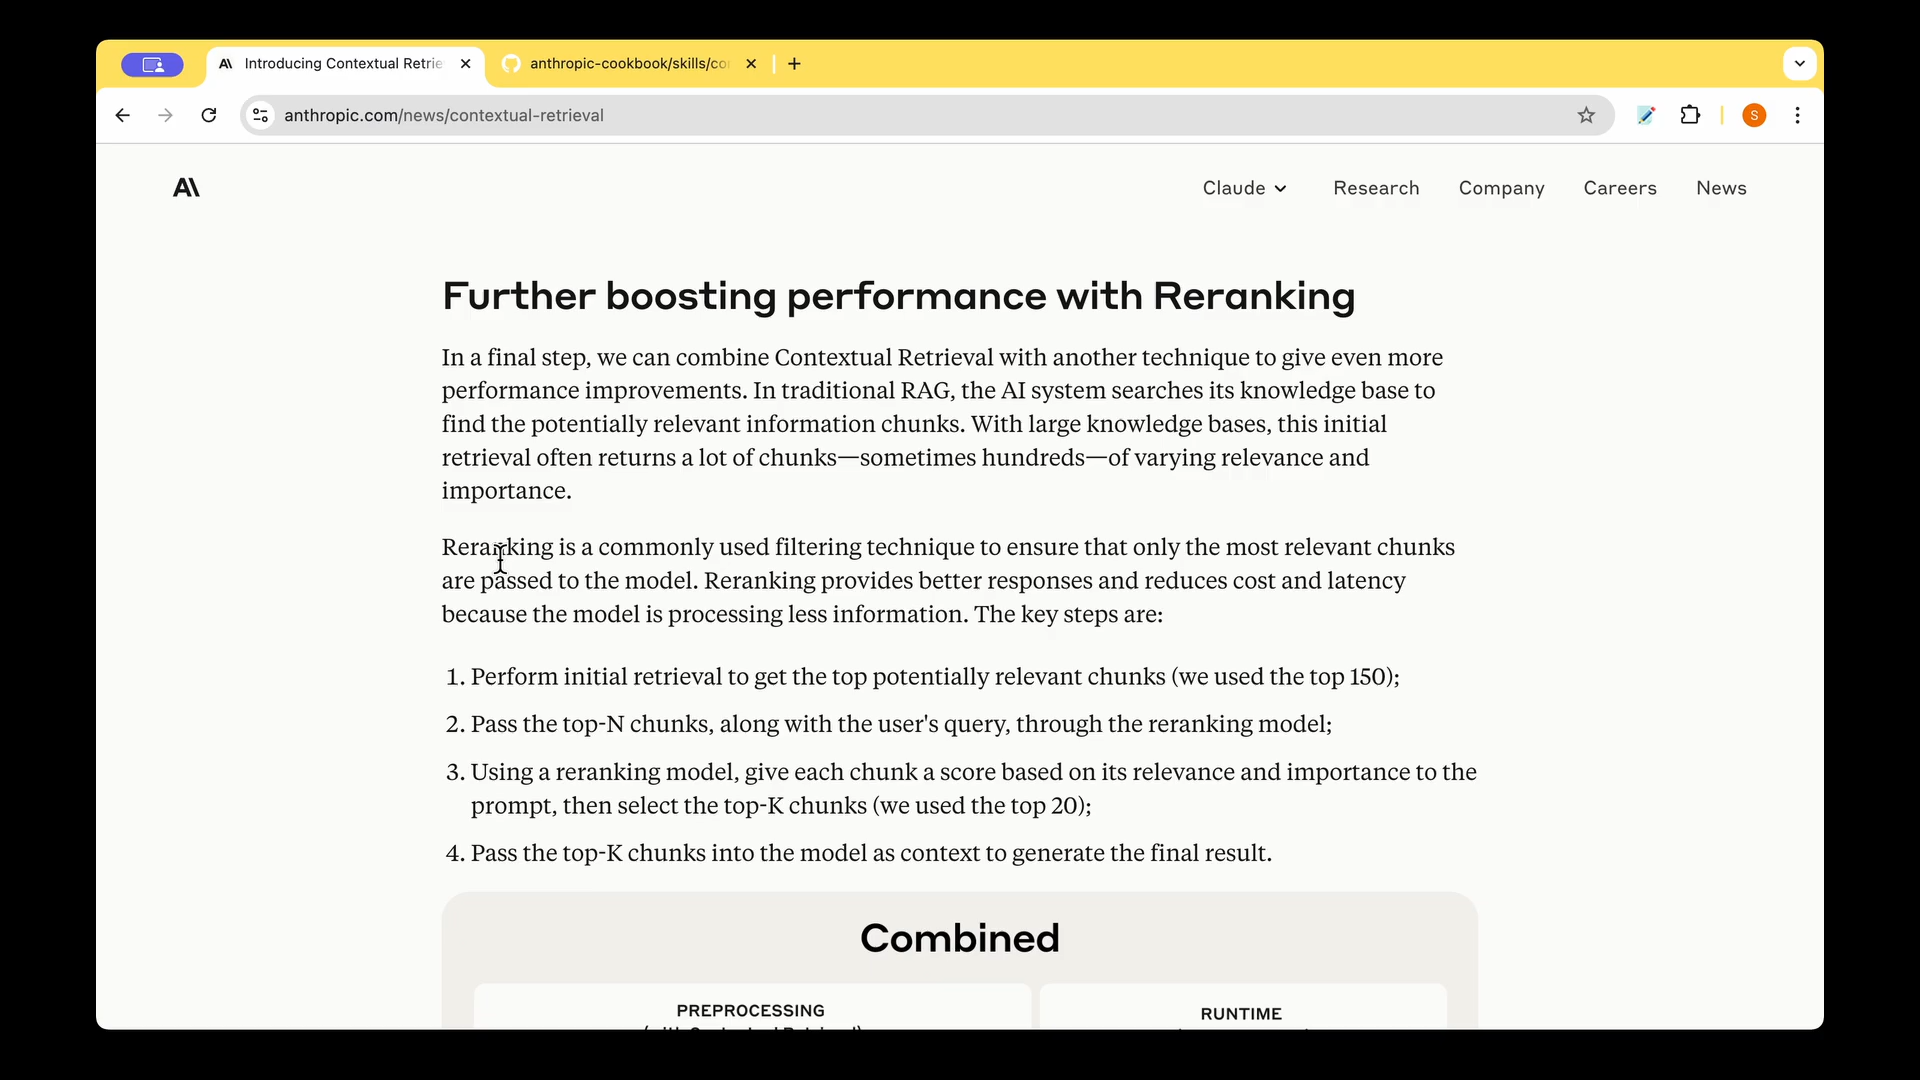 Introducing Contextual Retrie
anthropic-cookbook/skills/co
anthropic.com/news/contextual-retrieval
S
Claude Research Company Careers News
Further boosting performance with Reranking
In a final step, we can combine Contextual Retrieval with another technique to give even more
performance improvements. In traditional RAG, the AI system searches its knowledge base to
find the potentially relevant information chunks. With large knowledge bases, this initial
retrieval often returns a lot of chunks—sometimes hundreds—of varying relevance and
importance.
Reranking is a commonly used filtering technique to ensure that only the most relevant chunks
are passed to the model. Reranking provides better responses and reduces cost and latency
because the model is processing less information. The key steps are:
1. Perform initial retrieval to get the top potentially relevant chunks (we used the top 150);
2. Pass the top-N chunks, along with the user's query, through the reranking model;
3. Using a reranking model, give each chunk a score based on its relevance and importance to the
prompt, then select the top-K chunks (we used the top 20);
4. Pass the top-K chunks into the model as context to generate the final result.
Combined
PREPROCESSING
RUNTIME